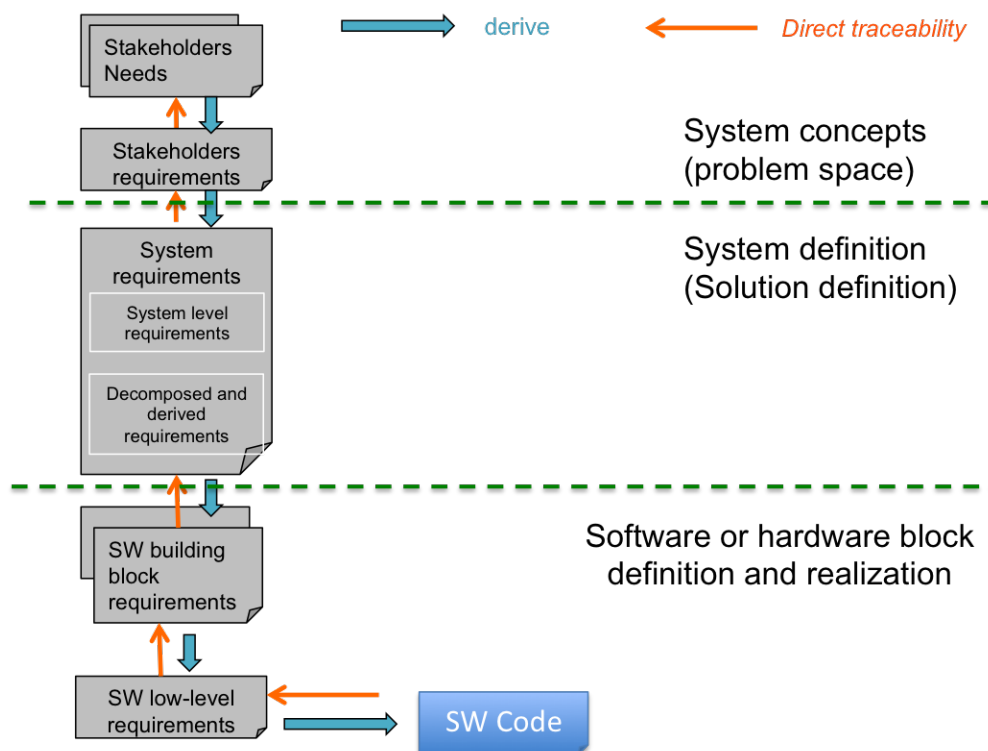 Stakeholders
Needs
derive
Direct traceability
Stakeholders
requirements
System concepts
(problem space)
System
requirements
System level
requirements
Decomposed and
derived
requirements
System definition
(Solution definition)
SW building
block
requirements
Software or hardware block
definition and realization
SW low-level
requirements
SW Code